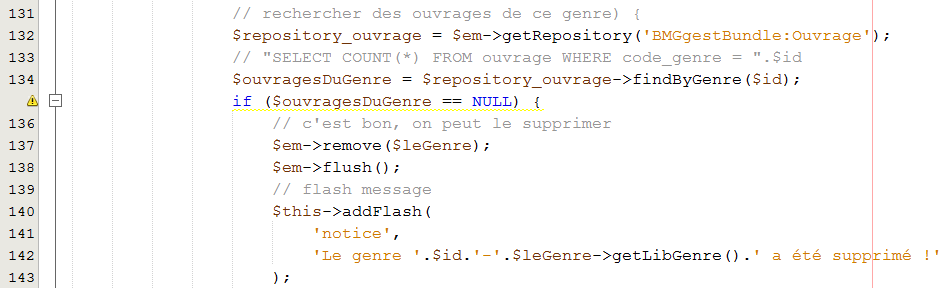 131 // rechercher des ouvrages de ce genre) {
132 $repository_ouvrage = $em->getRepository('BMGgestBundle:Ouvrage');
133 // "SELECT COUNT(*) FROM ouvrage WHERE code_genre = ".$id
134 $ouvragesDuGenre = $repository_ouvrage->findByGenre($id);
if ($ouvragesDuGenre == NULL) {
136 // c'est bon, on peut le supprimer
137 $em->remove($leGenre);
138 $em->flush();
139 // flash message
140 $this->addFlash(
141 'notice',
142 'Le genre '.$id.'-'.$leGenre->getLibGenre().' a été supprimé !'
143 );